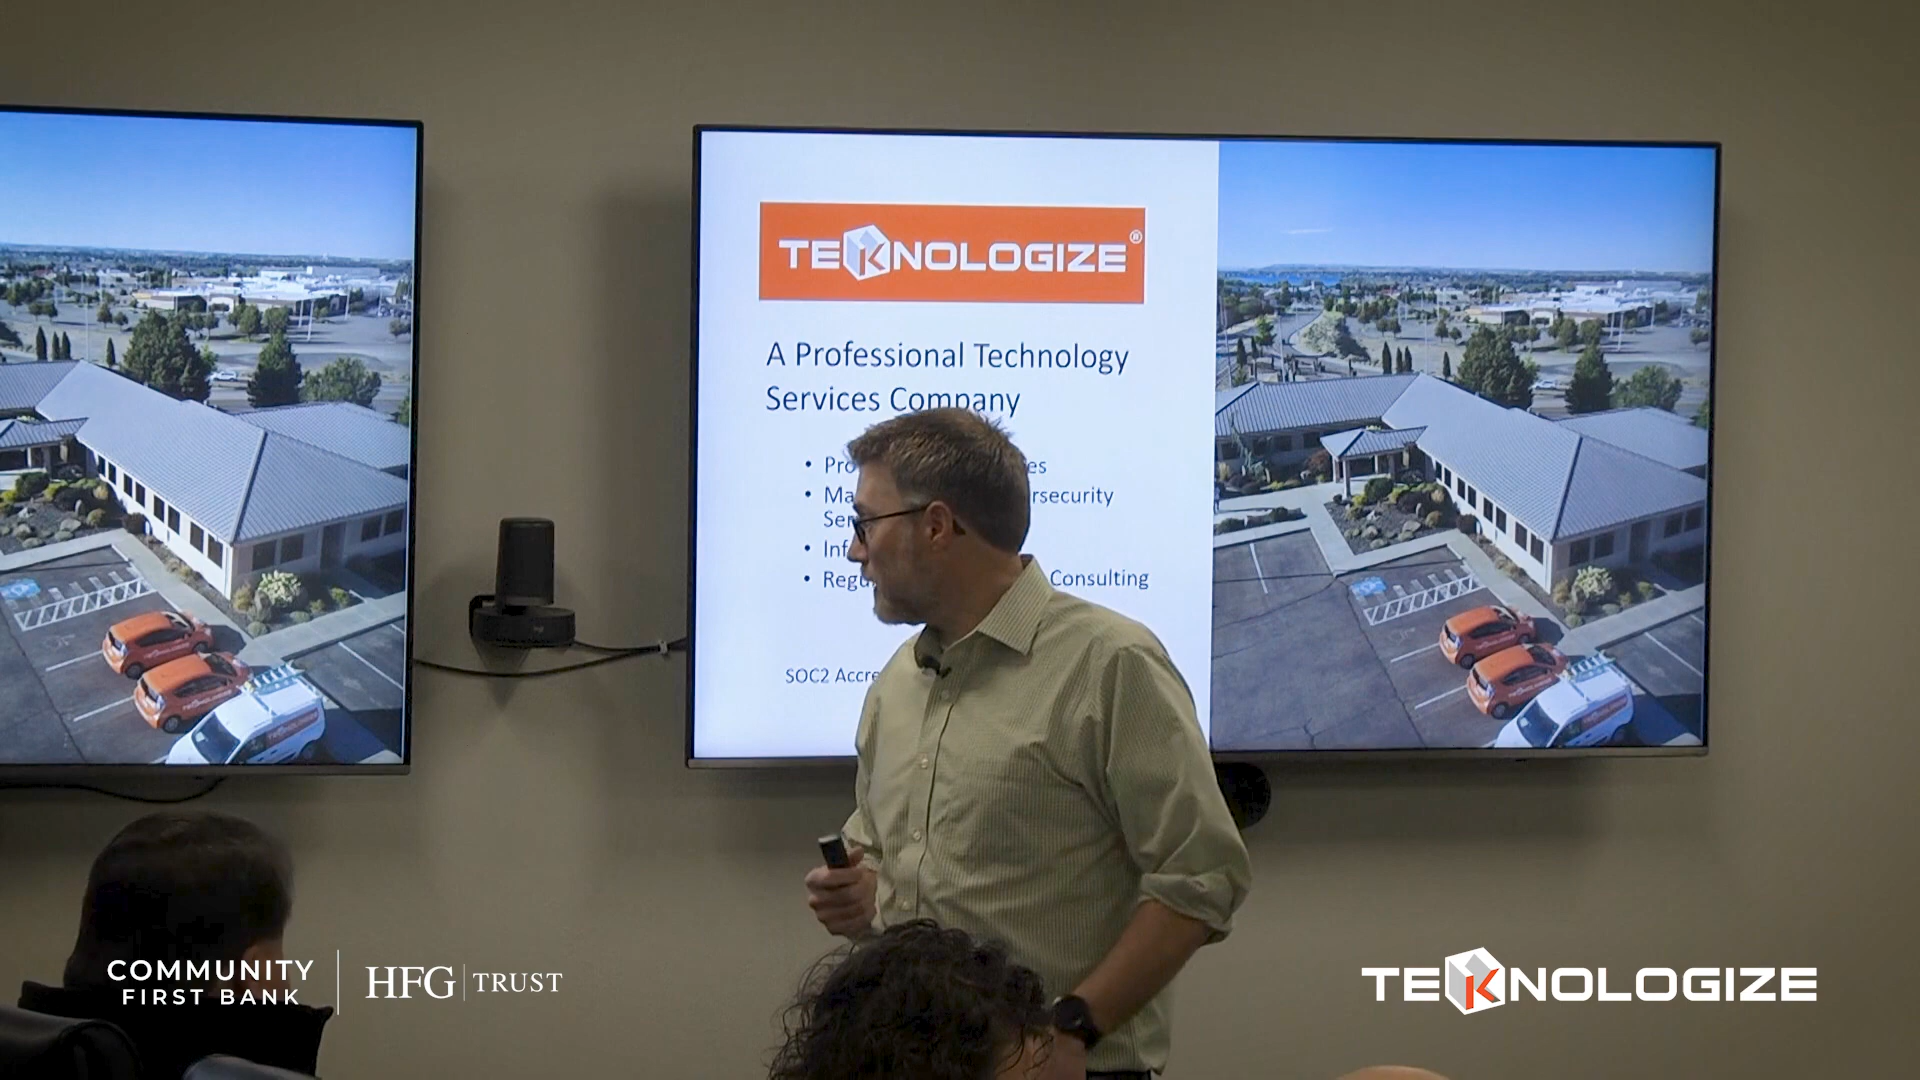 TEKNOLOGIZE®
A Professional Technology
Services Company
• Pro es
• Ma rsecurity
Ser
• Inf
• Regu Consulting
SOC2 Accre
COMMUNITY
FIRST BANK
HFG TRUST
TEKNOLOGIZE